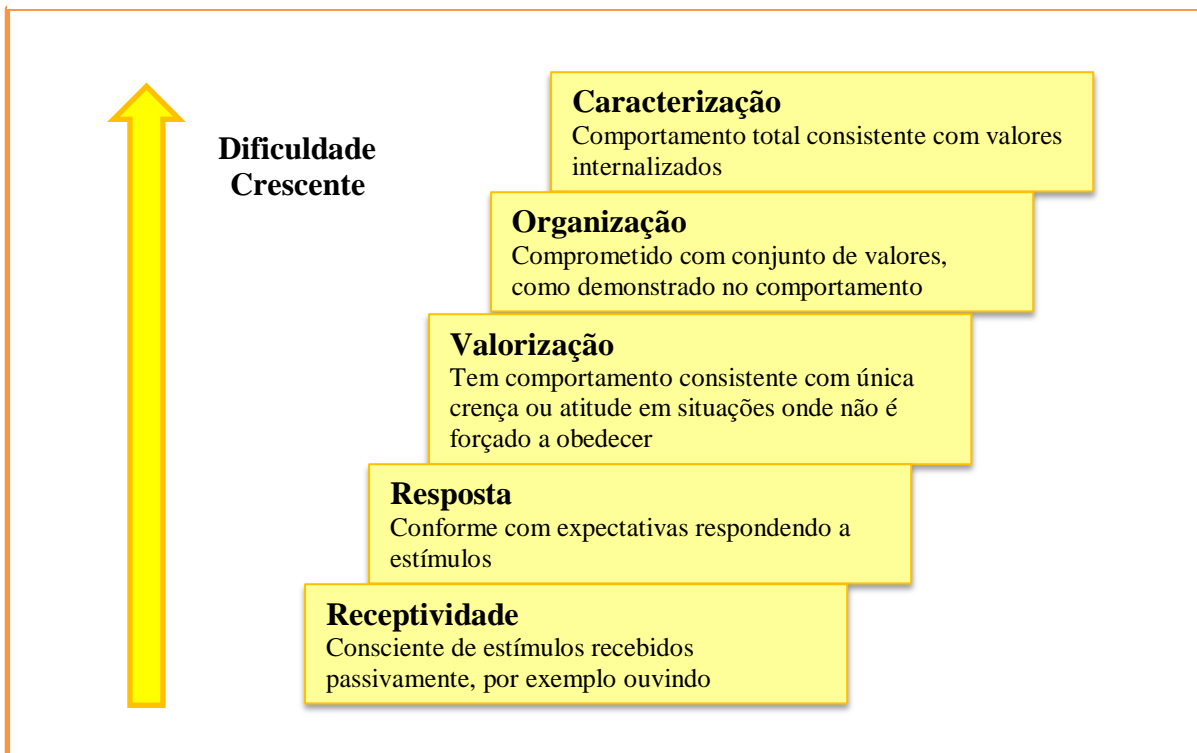 Dificuldade
Crescente
Caracterização
Comportamento total consistente com valores
internalizados
Organização
Comprometido com conjunto de valores,
como demonstrado no comportamento
Valorização
Tem comportamento consistente com única
crença ou atitude em situações onde não é
forçado a obedecer
Resposta
Conforme com expectativas respondendo a
estímulos
Receptividade
Consciente de estímulos recebidos
passivamente, por exemplo ouvindo